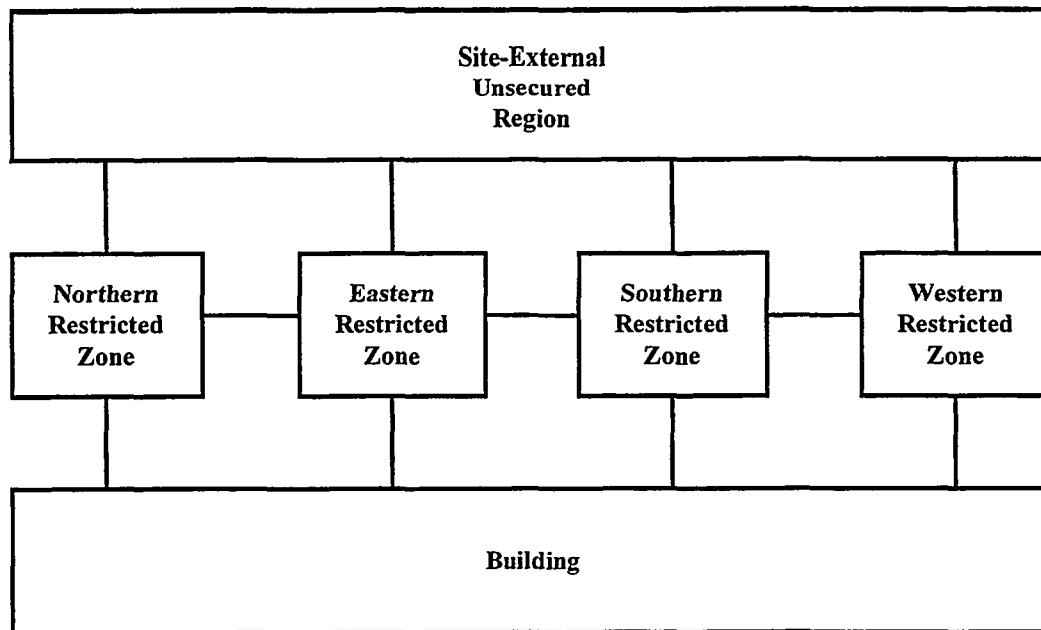 Site-External
Unsecured
Region
Northern
Restricted
Zone
Eastern
Restricted
Zone
Southern
Restricted
Zone
Western
Restricted
Zone
Building